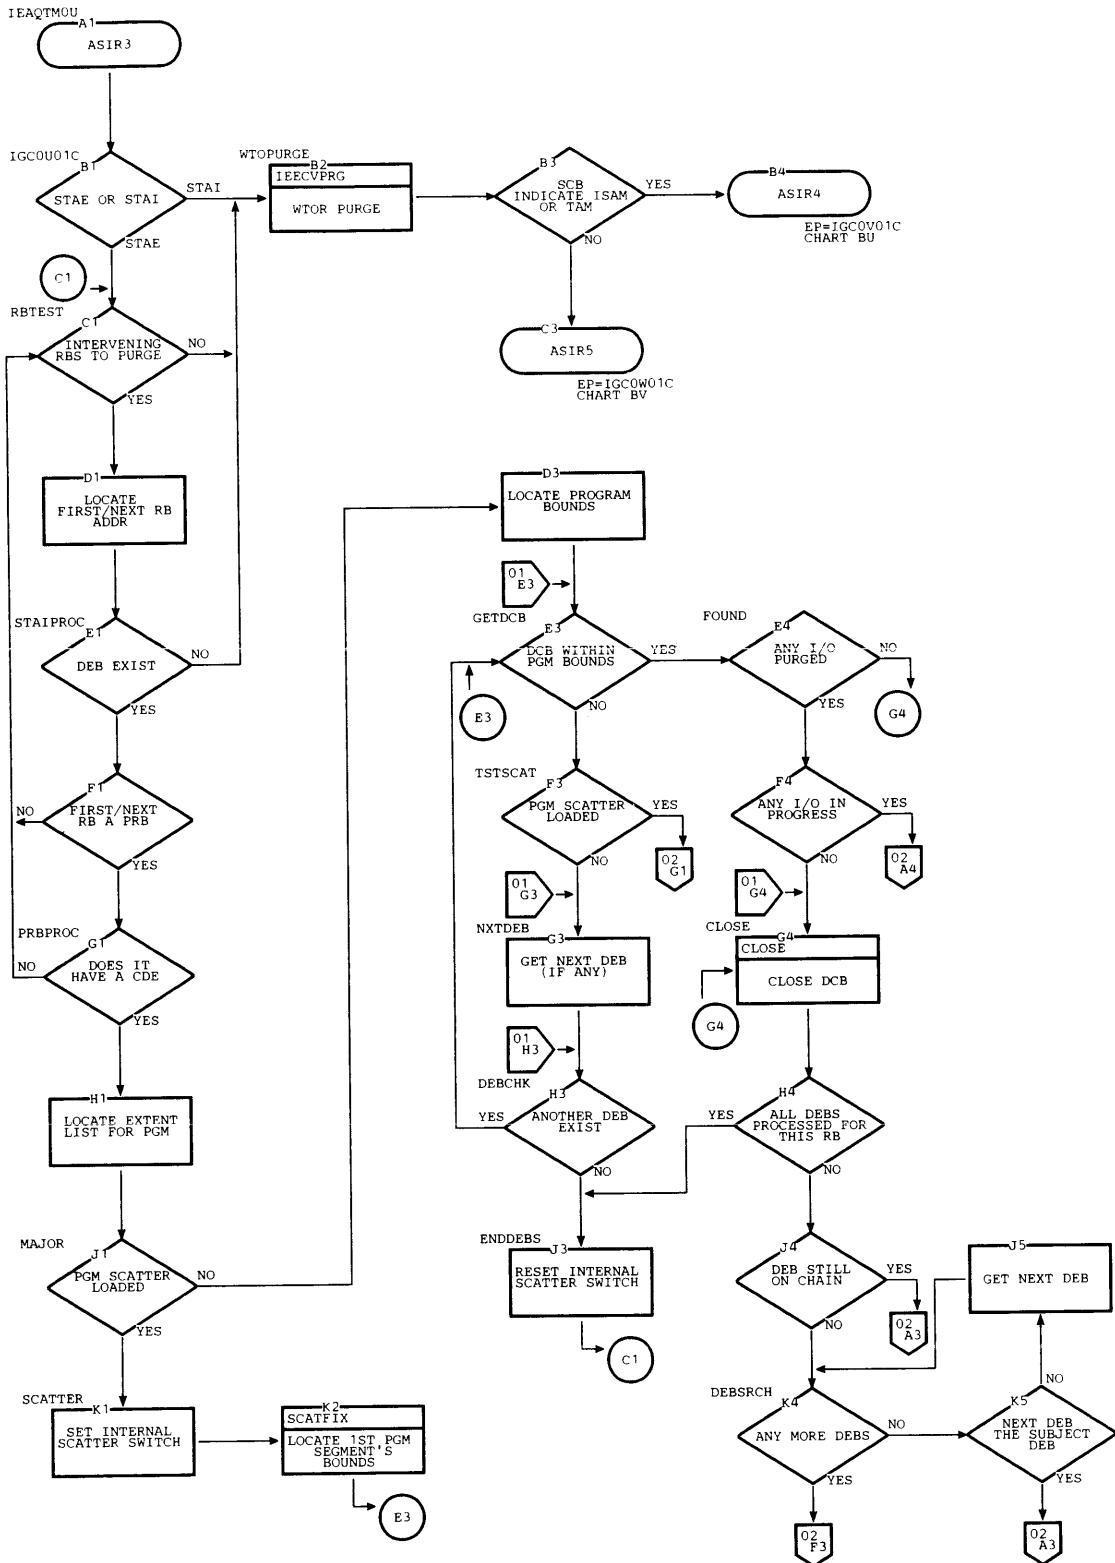 IEAQTMOU
A1
ASIR3
IGC0U01C
B1
STAE OR STAI
STAI
STAE
WTOPURGE
B2
IEECVPRG
WTOR PURGE
B3
SCB
INDICATE ISAM
OR TAM
YES
NO
B4
ASIR4
EP=IGC0V01C
CHART BU
C1
RBTEST
C1
INTERVENING
RBS TO PURGE
NO
YES
C3
ASIR5
EP=IGC0W01C
CHART BV
D1
LOCATE
FIRST/NEXT RB
ADDR
D3
LOCATE PROGRAM
BOUNDS
01
E3
STAIPROC
E1
DEB EXIST
NO
YES
GETDCB
E3
DCB WITHIN
PGM BOUNDS
YES
NO
E3
FOUND
E4
ANY I/O
PURGED
NO
YES
G4
F1
FIRST/NEXT
RB A PRB
NO
YES
TSTSCAT
F3
PGM SCATTER
LOADED
YES
NO
02
G1
F4
ANY I/O IN
PROGRESS
YES
NO
02
A4
01
G3
01
G4
PRBPROC
G1
DOES IT
HAVE A CDE
NO
YES
NXTDEB
G3
GET NEXT DEB
(IF ANY)
CLOSE
G4
CLOSE
CLOSE DCB
G4
01
H3
H1
LOCATE EXTENT
LIST FOR PGM
DEBCHK
H3
ANOTHER DEB
EXIST
YES
NO
H4
ALL DEBS
PROCESSED FOR
THIS RB
YES
NO
MAJOR
J1
PGM SCATTER
LOADED
NO
YES
ENDDEBS
J3
RESET INTERNAL
SCATTER SWITCH
C1
J4
DEB STILL
ON CHAIN
YES
NO
02
A3
J5
GET NEXT DEB
SCATTER
K1
SET INTERNAL
SCATTER SWITCH
K2
SCATFIX
LOCATE 1ST PGM
SEGMENT'S
BOUNDS
E3
DEBSRCH
K4
ANY MORE DEBS
NO
YES
02
F3
K5
NEXT DEB
THE SUBJECT
DEB
NO
YES
02
A3